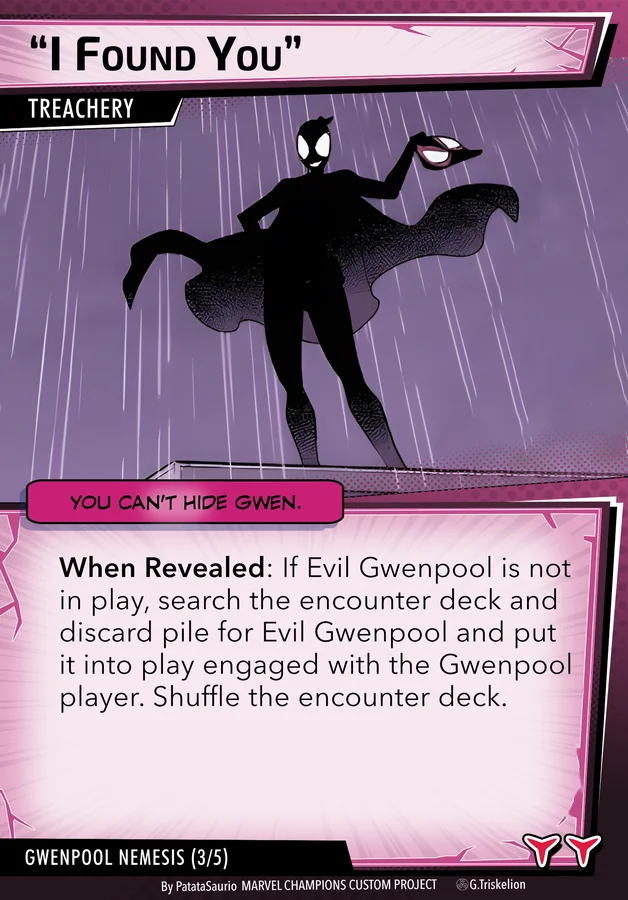 “I Found You”
TREACHERY
YOU CAN'T HIDE GWEN.
When Revealed: If Evil Gwenpool is not
in play, search the encounter deck and
discard pile for Evil Gwenpool and put
it into play engaged with the Gwenpool
player. Shuffle the encounter deck.
GWENPOOL NEMESIS (3/5)
By PatataSaurio MARVEL CHAMPIONS CUSTOM PROJECT G.Triskelion